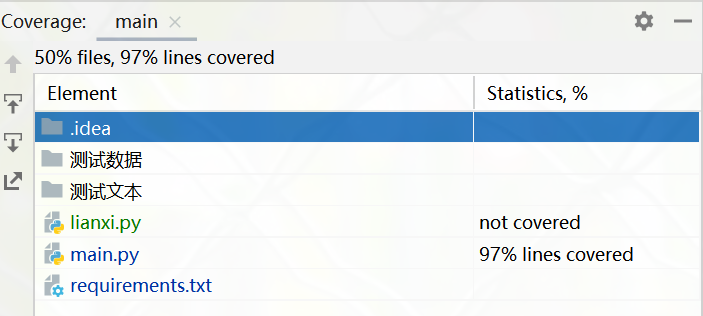 Coverage: main
50% files, 97% lines covered
Element Statistics, %
.idea
测试数据
测试文本
lianxi.py not covered
main.py 97% lines covered
requirements.txt